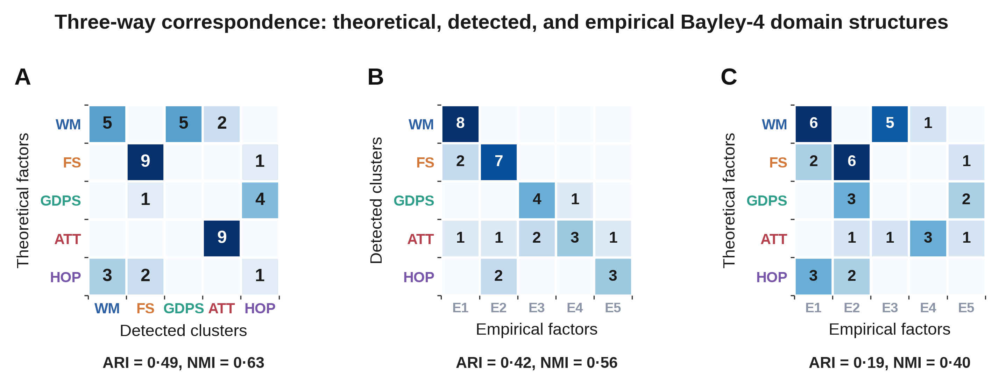 Three-way correspondence: theoretical, detected, and empirical Bayley-4 domain structures
A
Theoretical factors
WM 5 5 2
FS 9 1
GDPS 1 4
ATT 9
HOP 3 2 1
WM FS GDPS ATT HOP
Detected clusters
ARI = 0·49, NMI = 0·63
B
Detected clusters
WM 8
FS 2 7
GDPS 4 1
ATT 1 1 2 3 1
HOP 2 3
E1 E2 E3 E4 E5
Empirical factors
ARI = 0·42, NMI = 0·56
C
Theoretical factors
WM 6 5 1
FS 2 6 1
GDPS 3 2
ATT 1 1 3 1
HOP 3 2
E1 E2 E3 E4 E5
Empirical factors
ARI = 0·19, NMI = 0·40